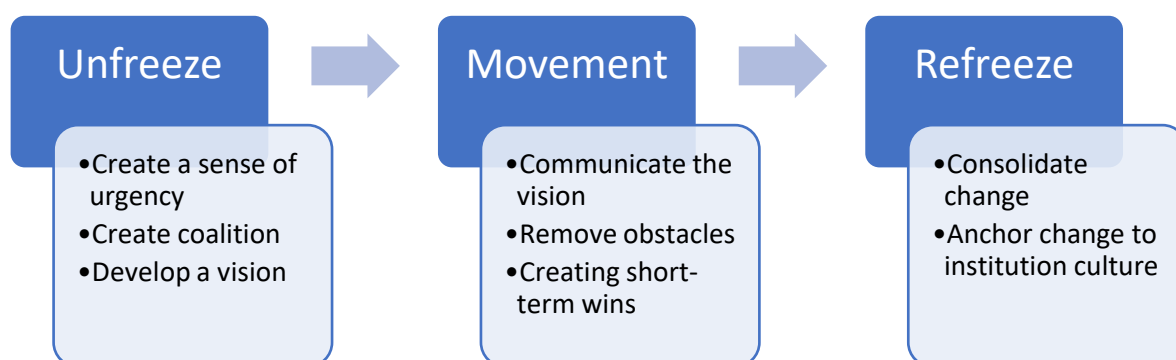 Unfreeze
•Create a sense of
urgency
•Create coalition
•Develop a vision
Movement
•Communicate the
vision
•Remove obstacles
•Creating short-
term wins
Refreeze
•Consolidate
change
•Anchor change to
institution culture